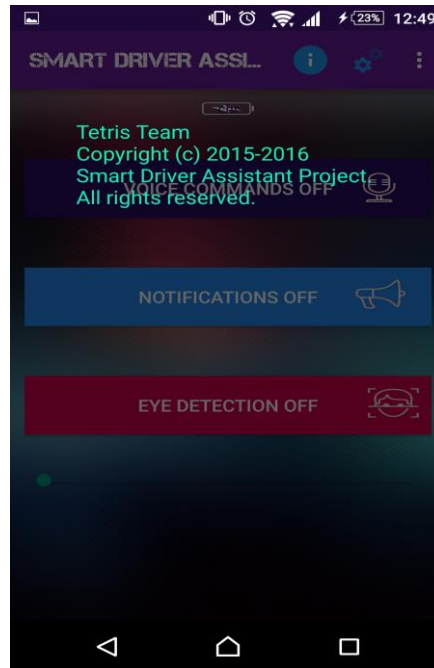 23% 12:49
SMART DRIVER ASSI...
Tetris Team
Copyright (c) 2015-2016
Smart Driver Assistant Project.
All rights reserved.
VOICE COMMANDS OFF
NOTIFICATIONS OFF
EYE DETECTION OFF